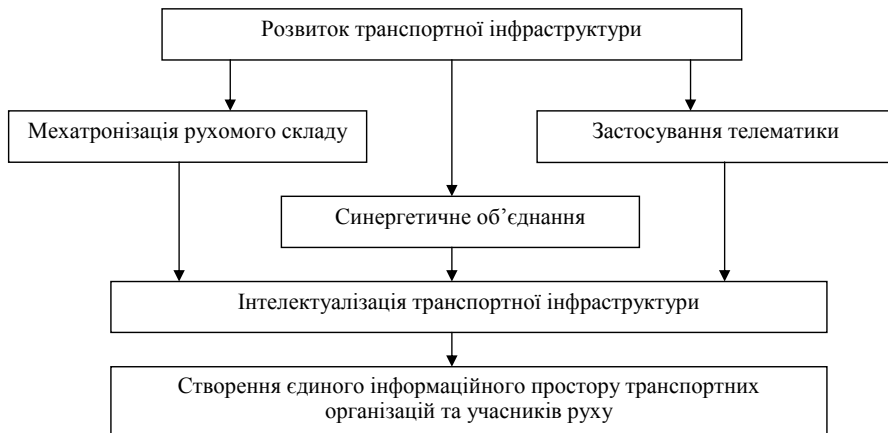 Розвиток транспортної інфраструктури
Мехатронізація рухомого складу
Застосування телематики
Синергетичне об’єднання
Інтелектуалізація транспортної інфраструктури
Створення єдиного інформаційного простору транспортних
організацій та учасників руху